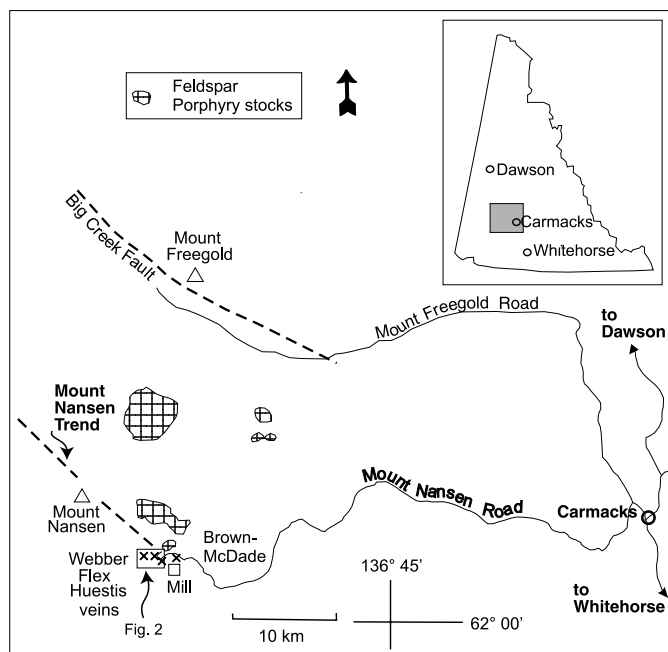 Feldspar
Porphyry stocks
Dawson
Carmacks
Whitehorse
Big Creek Fault
Mount
Freegold
Mount Freegold Road
to
Dawson
Mount
Nansen
Trend
Mount Nansen Road
Mount
Nansen
Carmacks
Brown-
McDade
Webber
Flex
Huestis
veins
Mill
Fig. 2
10 km
136° 45'
62° 00'
to
Whitehorse